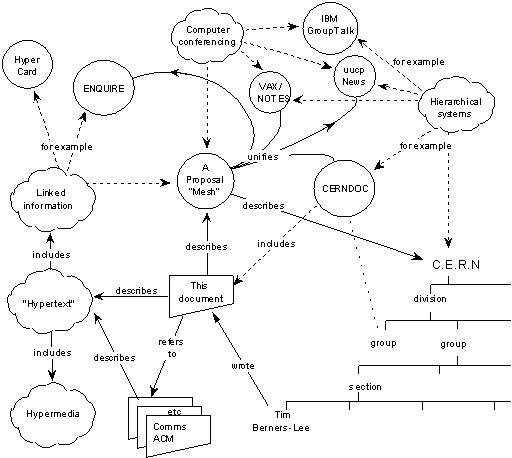 Computer
conferencing
IBM
GroupTalk
Hyper
Card
ENQUIRE
for example
VAX/
NOTES
uucp
News
Hierarchical
systems
for example
unifies
for example
A
Proposal
"Mesh"
CERNDOC
Linked
information
describes
includes
describes
includes
C.E.R.N
This
document
describes
"Hypertext"
division
refers
to
group
group
includes
describes
wrote
section
Hypermedia
etc
Comms
ACM
Tim
Berners-Lee